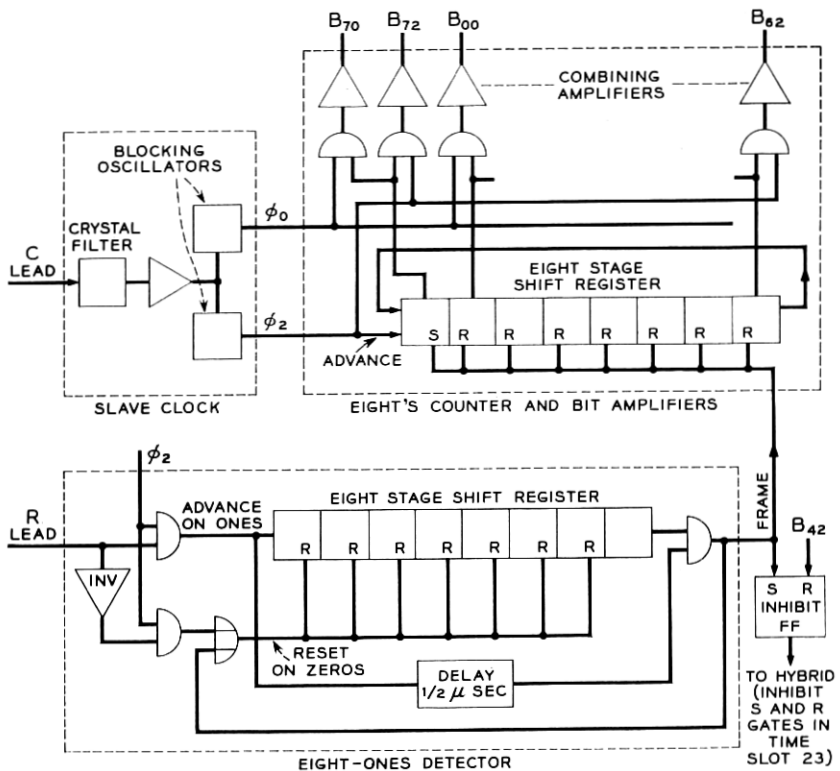 B70
B72
B00
B62
COMBINING
AMPLIFIERS
BLOCKING
OSCILLATORS
ϕ0
CRYSTAL
FILTER
C
LEAD
ϕ2
ADVANCE
EIGHT STAGE
SHIFT REGISTER
S R R R R R R R
SLAVE CLOCK
EIGHT'S COUNTER AND BIT AMPLIFIERS
ϕ2
R
LEAD
ADVANCE
ON ONES
EIGHT STAGE SHIFT REGISTER
R R R R R R R
INV
RESET
ON ZEROS
DELAY
1/2 μ SEC
FRAME
B42
S R
INHIBIT
FF
TO HYBRID
(INHIBIT
S AND R
GATES IN
TIME
SLOT 23)
EIGHT-ONES DETECTOR